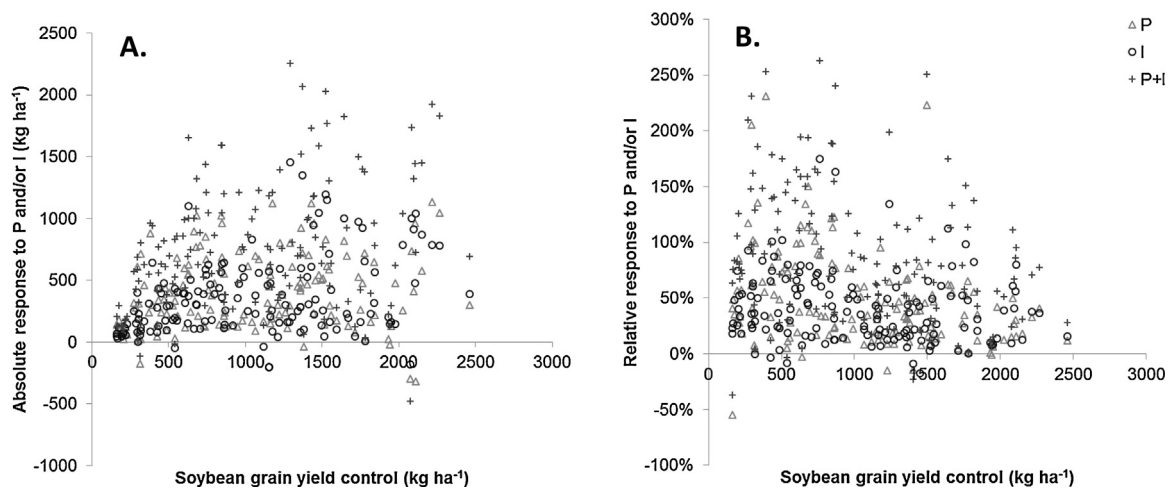 A.
Absolute response to P and/or I (kg ha-1)
2500
2000
1500
1000
500
0
-500
-1000
0 500 1000 1500 2000 2500 3000
Soybean grain yield control (kg ha-1)
B.
Relative response to P and/or I
300%
250%
200%
150%
100%
50%
0%
-50%
-100%
0 500 1000 1500 2000 2500 3000
Soybean grain yield control (kg ha-1)
P
I
P+I